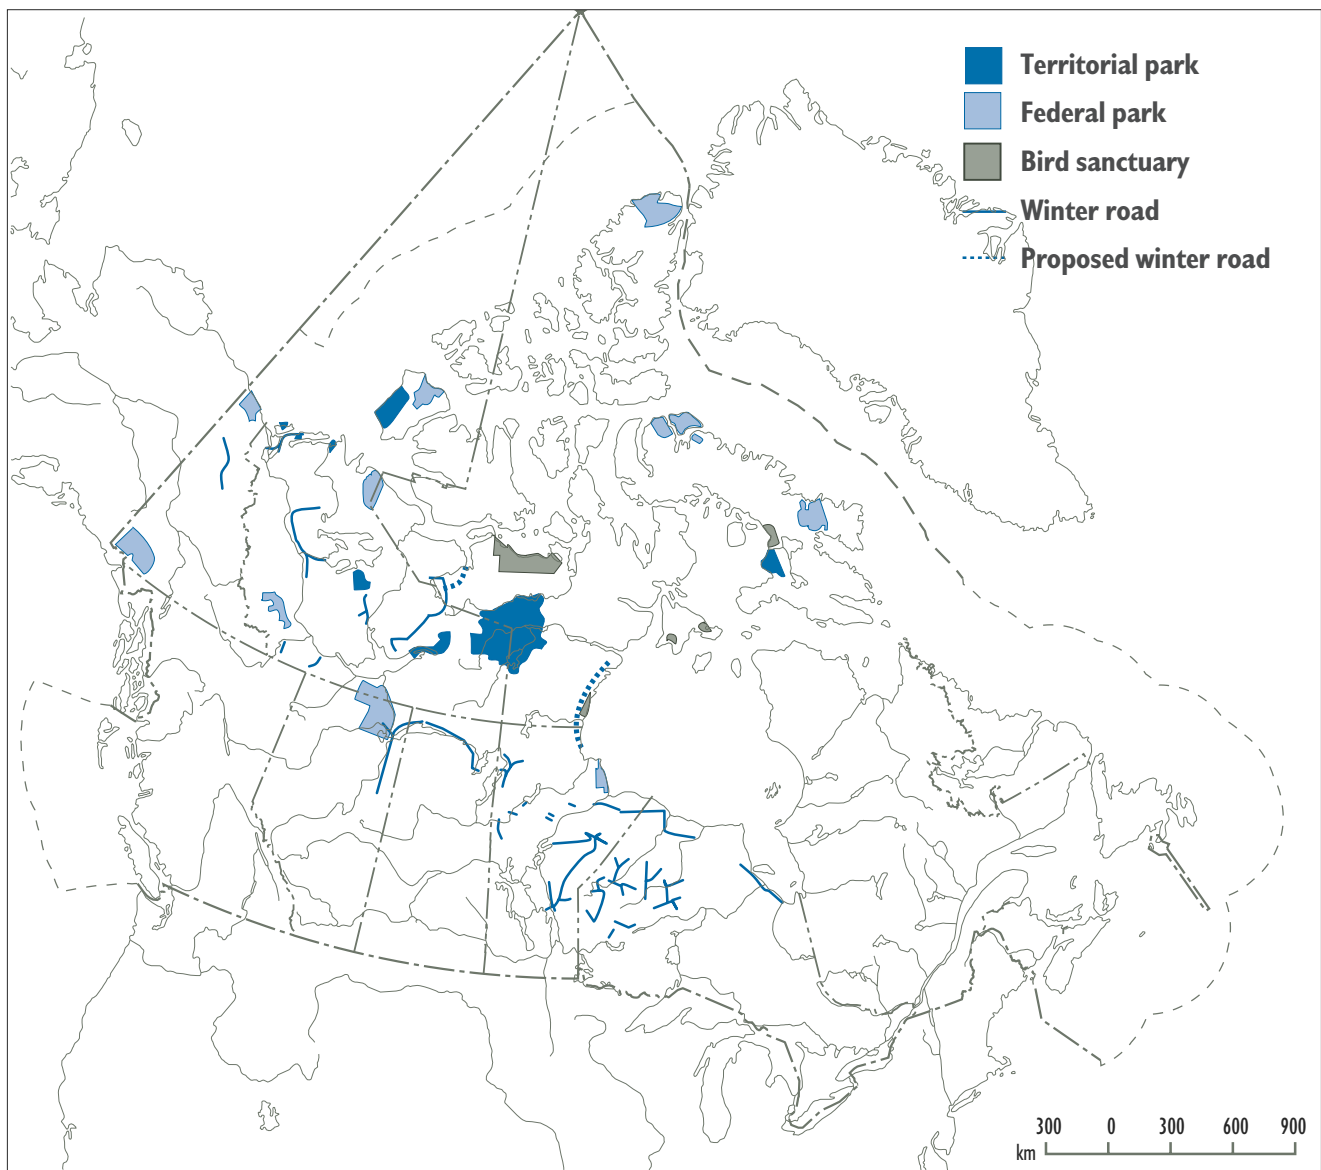 Territorial park
Federal park
Bird sanctuary
Winter road
Proposed winter road
300 0 300 600 900
km